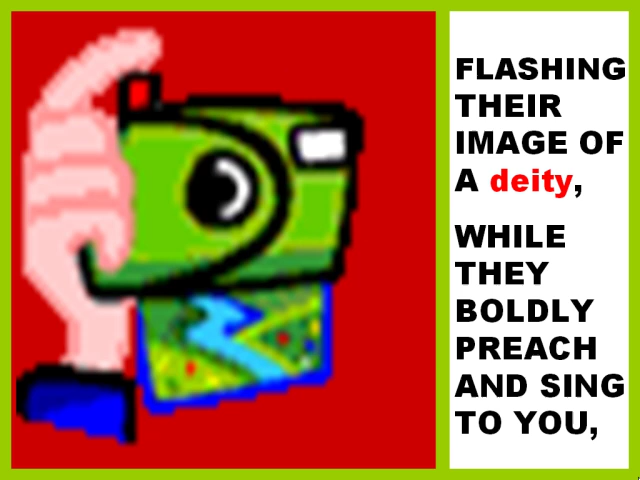 FLASHING
THEIR
IMAGE OF
A deity,
WHILE
THEY
BOLDLY
PREACH
AND SING
TO YOU,